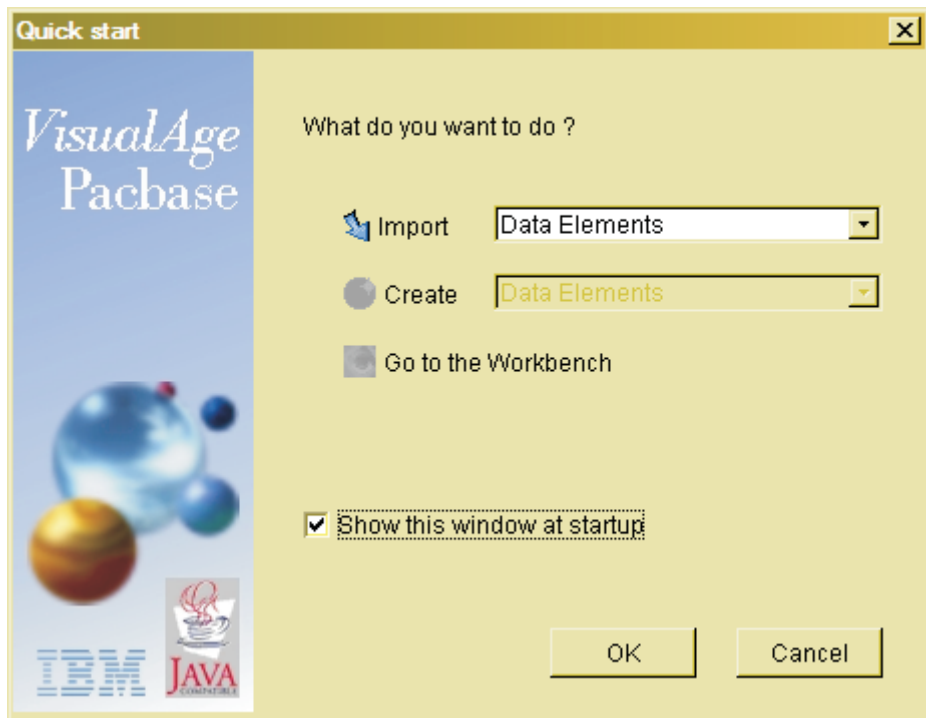 Quick start
VisualAge
Pacbase
What do you want to do ?
Import Data Elements
Create Data Elements
Go to the Workbench
Show this window at startup
IBM
JAVA
COMPATIBLE
OK Cancel